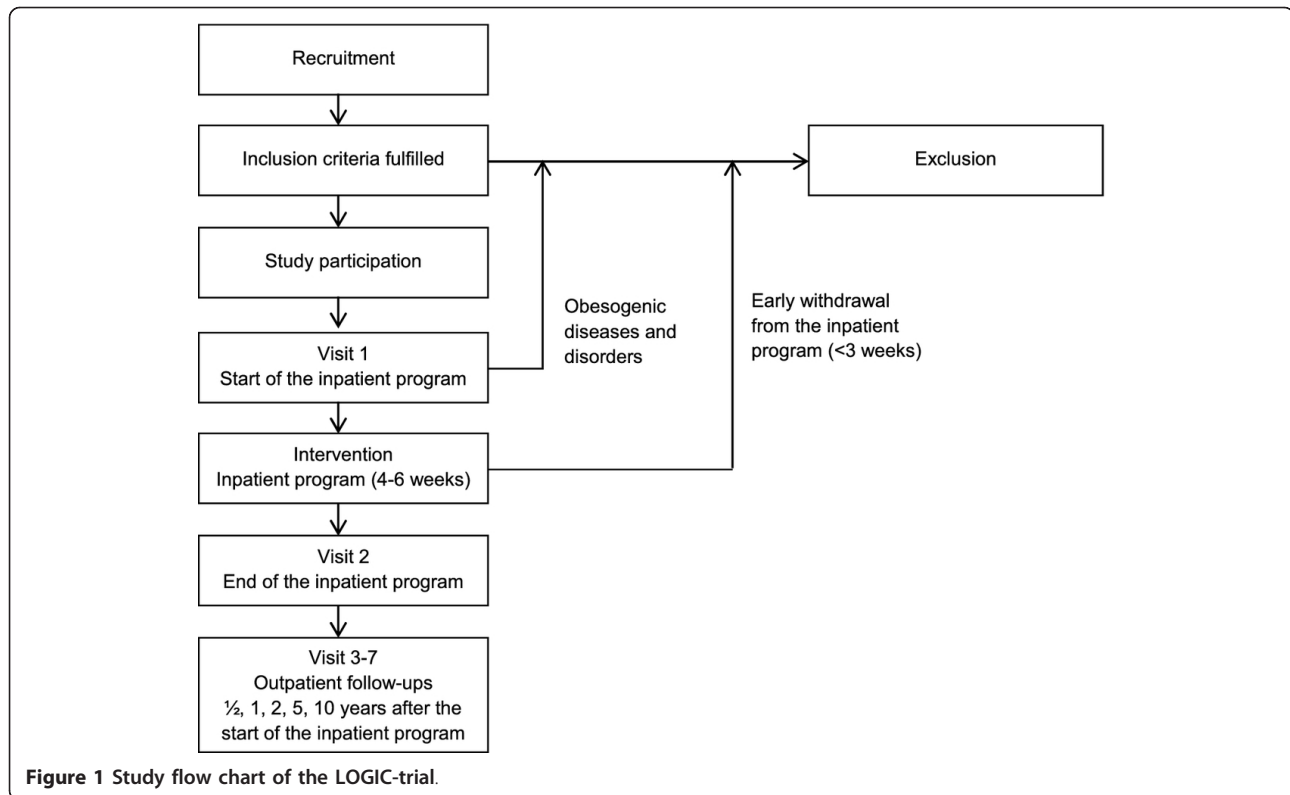 Recruitment
Inclusion criteria fulfilled
Exclusion
Study participation
Obesogenic
diseases and
disorders
Early withdrawal
from the inpatient
program (<3 weeks)
Visit 1
Start of the inpatient program
Intervention
Inpatient program (4-6 weeks)
Visit 2
End of the inpatient program
Visit 3-7
Outpatient follow-ups
½, 1, 2, 5, 10 years after the
start of the inpatient program
Figure 1 Study flow chart of the LOGIC-trial.